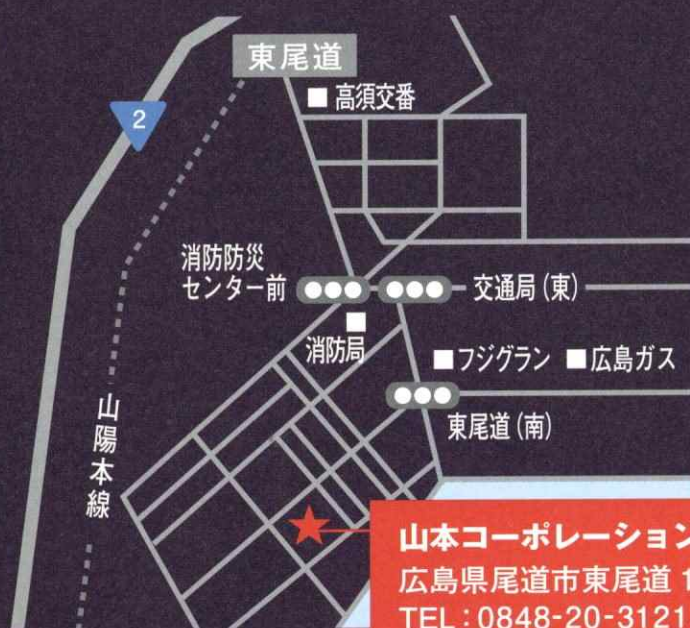 東尾道
■ 高須交番
2
消防防災
センター前
交通局（東）
消防局
■フジグラン ■広島ガス
東尾道（南）
山陽本線
山本コーポレーション
広島県尾道市東尾道 1
TEL：0848-20-3121